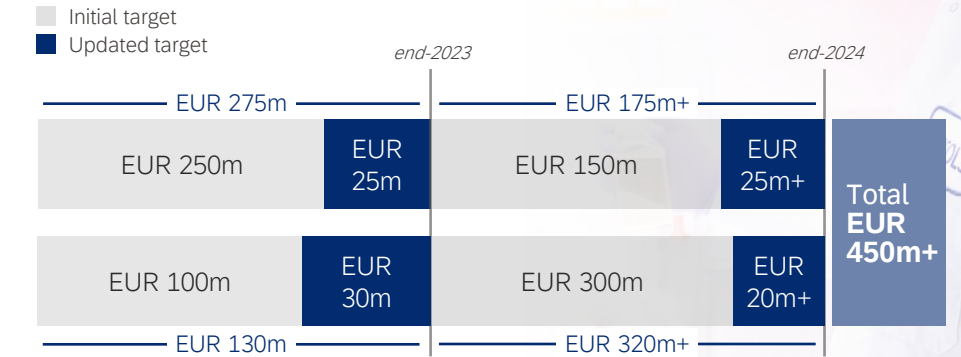 Initial target
Updated target
end-2023
end-2024
EUR 275m
EUR 175m+
EUR 250m
EUR
25m
EUR 150m
EUR
25m+
Total
EUR
450m+
EUR 100m
EUR
30m
EUR 300m
EUR
20m+
EUR 130m
EUR 320m+